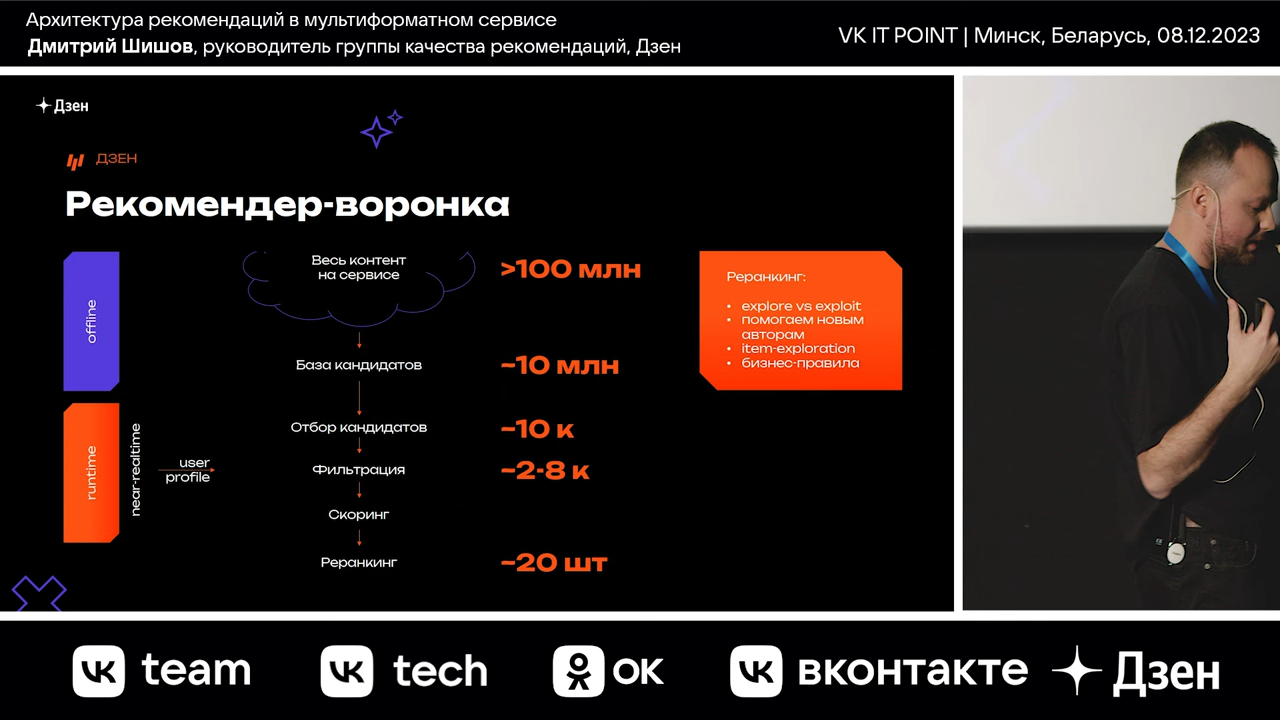 Архитектура рекомендаций в мультиформатном сервисе
Дмитрий Шишов, руководитель группы качества рекомендаций, Дзен
VK IT POINT | Минск, Беларусь, 08.12.2023
Дзен
ДЗЕН
Рекомендер-воронка
offline
runtime
near-realtime
user
profile
Весь контент
на сервисе
>100 млн
База кандидатов
~10 млн
Отбор кандидатов
~10 к
Фильтрация
~2-8 к
Скоринг
Реранкинг
~20 шт
Реранкинг:
• explore vs exploit
• помогаем новым
авторам
• item-exploration
• бизнес-правила
team
tech
ок
вконтакте
Дзен